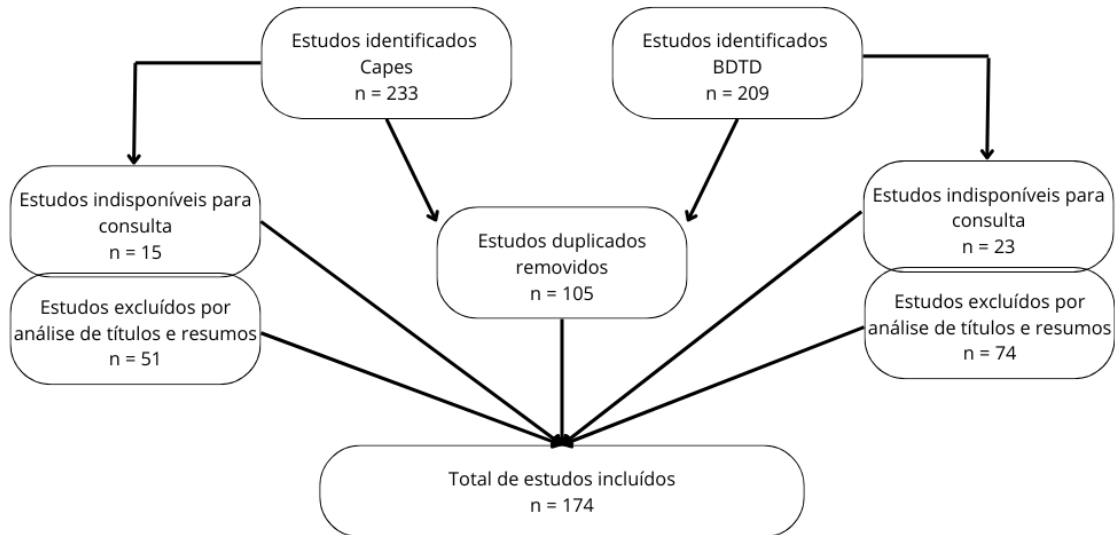 Estudos identificados
Capes
n = 233
Estudos identificados
BDTD
n = 209
Estudos indisponíveis para
consulta
n = 15
Estudos excluídos por
análise de títulos e resumos
n = 51
Estudos duplicados
removidos
n = 105
Estudos indisponíveis para
consulta
n = 23
Estudos excluídos por
análise de títulos e resumos
n = 74
Total de estudos incluídos
n = 174